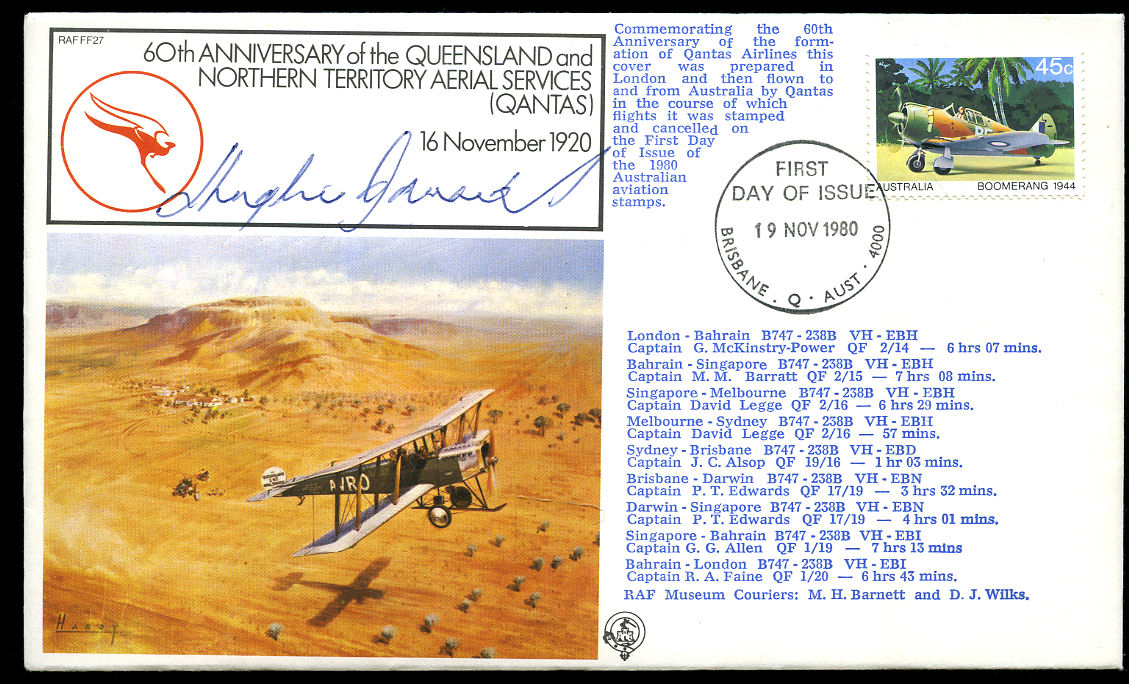 RAF FF27
60th ANNIVERSARY of the QUEENSLAND and
NORTHERN TERRITORY AERIAL SERVICES
(QANTAS)
16 November 1920
Hughie Edwards
Commemorating the 60th
Anniversary of the form-
ation of Qantas Airlines this
cover was prepared in
London and then flown to
and from Australia by Qantas
in the course of which
flights it was stamped
and cancelled on
the First Day
of Issue of
the 1980
Australian
aviation
stamps.
45c
AUSTRALIA BOOMERANG 1944
FIRST
DAY OF ISSUE
19 NOV 1980
BRISBANE . Q . AUST . 4000
London - Bahrain B747 - 238B VH - EBH
Captain G. McKinstry-Power QF 2/14 — 6 hrs 07 mins.
Bahrain - Singapore B747 - 238B VH - EBH
Captain M. M. Barratt QF 2/15 — 7 hrs 08 mins.
Singapore - Melbourne B747 - 238B VH - EBH
Captain David Legge QF 2/16 — 6 hrs 29 mins.
Melbourne - Sydney B747 - 238B VH - EBH
Captain David Legge QF 2/16 — 57 mins.
Sydney - Brisbane B747 - 238B VH - EBD
Captain J. C. Alsop QF 19/16 — 1 hr 03 mins.
Brisbane - Darwin B747 - 238B VH - EBN
Captain P. T. Edwards QF 17/19 — 3 hrs 32 mins.
Darwin - Singapore B747 - 238B VH - EBN
Captain P. T. Edwards QF 17/19 — 4 hrs 01 mins.
Singapore - Bahrain B747 - 238B VH - EBI
Captain G. G. Allen QF 1/19 — 7 hrs 13 mins
Bahrain - London B747 - 238B VH - EBI
Captain R. A. Faine QF 1/20 — 6 hrs 43 mins.
RAF Museum Couriers: M. H. Barnett and D. J. Wilks.
AVRO
HARDY